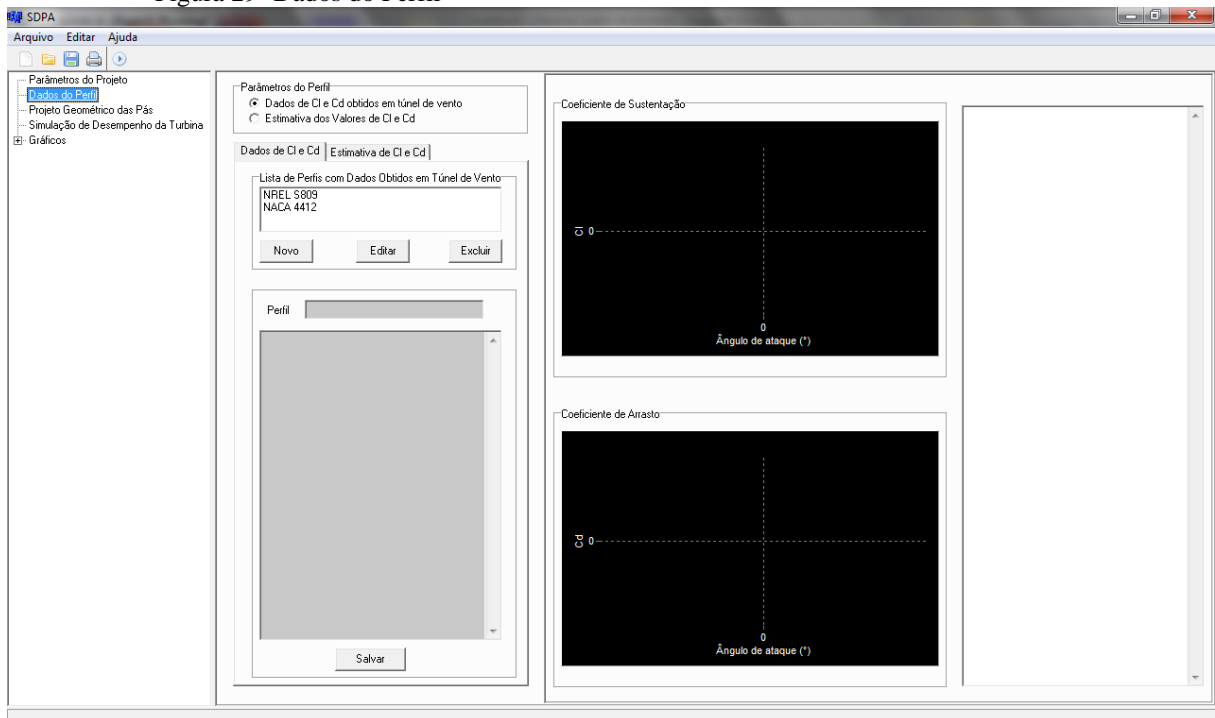 Figura 29- Dados do Perfil
SDPA
Arquivo Editar Ajuda
Parâmetros do Projeto
Dados do Perfil
Projeto Geométrico das Pás
Simulação de Desempenho da Turbina
Gráficos
Parâmetros do Perfil
Dados de Cl e Cd obtidos em túnel de vento
Estimativa dos Valores de Cl e Cd
Dados de Cl e Cd Estimativa de Cl e Cd
Lista de Perfis com Dados Obtidos em Túnel de Vento
NREL S809
NACA 4412
Novo Editar Excluir
Perfil
Salvar
Coeficiente de Sustentação
Cl 0
0
Ângulo de ataque (°)
Coeficiente de Arrasto
Cd 0
0
Ângulo de ataque (°)